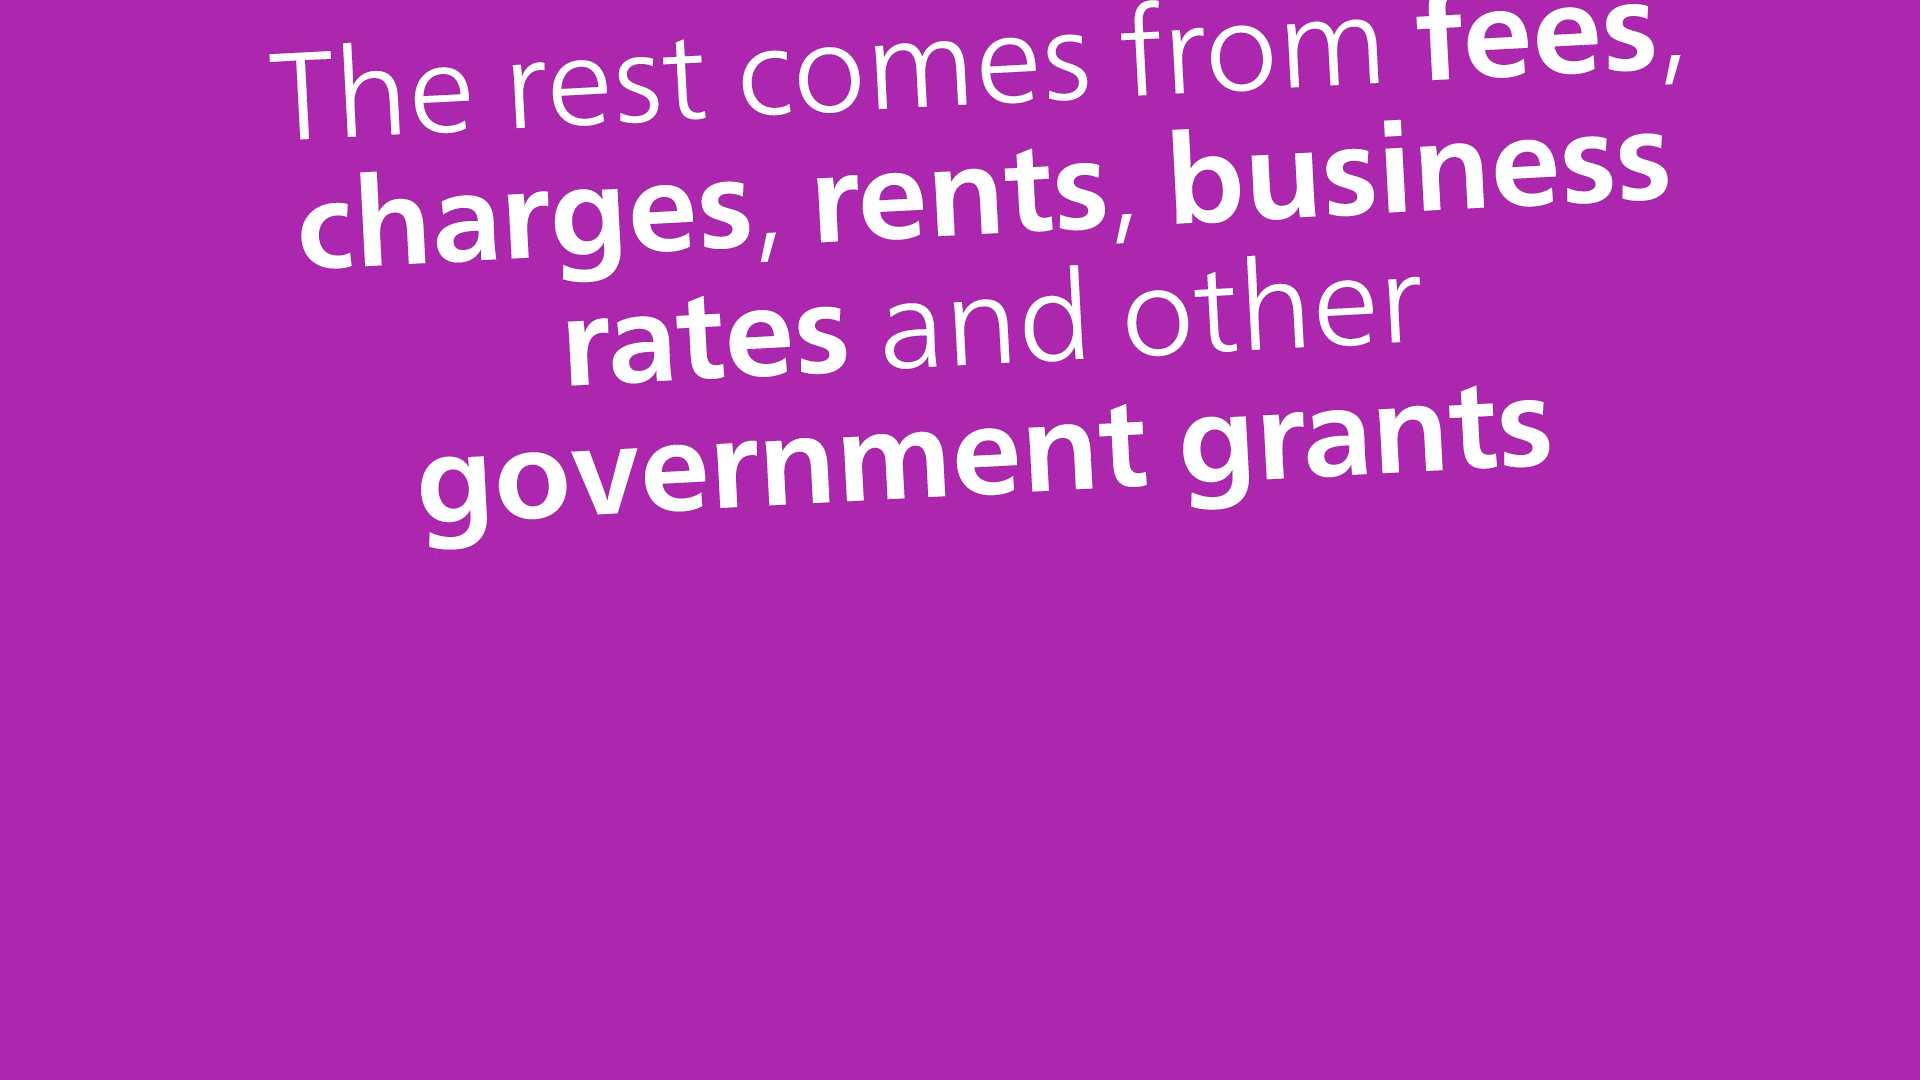 The rest comes from fees,
charges, rents, business
rates and other
government grants